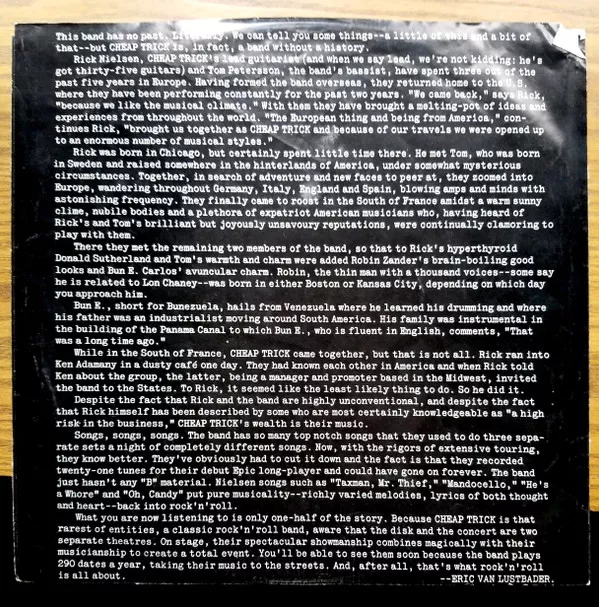 This band has no past. Literally. We can tell you some things--a little of this and a bit of
that--but CHEAP TRICK is, in fact, a band without a history.
Rick Nielsen, CHEAP TRICK's lead guitarist (and when we say lead, we're not kidding: he's
got thirty-five guitars) and Tom Petersson, the band's bassist, have spent three out of the
past five years in Europe. Having formed the band overseas, they returned home to the U.S.
where they have been performing constantly for the past two years. "We came back," says Rick,
"because we like the musical climate." With them they have brought a melting-pot of ideas and
experiences from throughout the world. "The European thing and being from America," con-
tinues Rick, "brought us together as CHEAP TRICK and because of our travels we were opened up
to an enormous number of musical styles."
Rick was born in Chicago, but certainly spent little time there. He met Tom, who was born
in Sweden and raised somewhere in the hinterlands of America, under somewhat mysterious
circumstances. Together, in search of adventure and new faces to peer at, they zoomed into
Europe, wandering throughout Germany, Italy, England and Spain, blowing amps and minds with
astonishing frequency. They finally came to roost in the South of France amidst a warm sunny
clime, nubile bodies and a plethora of expatriot American musicians who, having heard of
Rick's and Tom's brilliant but joyously unsavoury reputations, were continually clamoring to
play with them.
There they met the remaining two members of the band, so that to Rick's hyperthyroid
Donald Sutherland and Tom's warmth and charm were added Robin Zander's brain-boiling good
looks and Bun E. Carlos' avuncular charm. Robin, the thin man with a thousand voices--some say
he is related to Lon Chaney--was born in either Boston or Kansas City, depending on which day
you approach him.
Bun E., short for Bunezuela, hails from Venezuela where he learned his drumming and where
his father was an industrialist moving around South America. His family was instrumental in
the building of the Panama Canal to which Bun E., who is fluent in English, comments, "That
was a long time ago."
While in the South of France, CHEAP TRICK came together, but that is not all. Rick ran into
Ken Adamany in a dusty café one day. They had known each other in America and when Rick told
Ken about the group, the latter, being a manager and promoter based in the Midwest, invited
the band to the States. To Rick, it seemed like the least likely thing to do. So he did it.
Despite the fact that Rick and the band are highly unconventional, and despite the fact
that Rick himself has been described by some who are most certainly knowledgeable as "a high
risk in the business," CHEAP TRICK's wealth is their music.
Songs, songs, songs. The band has so many top notch songs that they used to do three sepa-
rate sets a night of completely different songs. Now, with the rigors of extensive touring,
they know better. They've obviously had to cut it down and the fact is that they recorded
twenty-one tunes for their debut Epic long-player and could have gone on forever. The band
just hasn't any "B" material. Nielsen songs such as "Taxman, Mr. Thief," "Mandocello," "He's
a Whore" and "Oh, Candy" put pure musicality--richly varied melodies, lyrics of both thought
and heart--back into rock'n'roll.
What you are now listening to is only one-half of the story. Because CHEAP TRICK is that
rarest of entities, a classic rock'n'roll band, aware that the disk and the concert are two
separate theatres. On stage, their spectacular showmanship combines magically with their
musicianship to create a total event. You'll be able to see them soon because the band plays
290 dates a year, taking their music to the streets. And, after all, that's what rock'n'roll
is all about.
--ERIC VAN LUSTBADER.